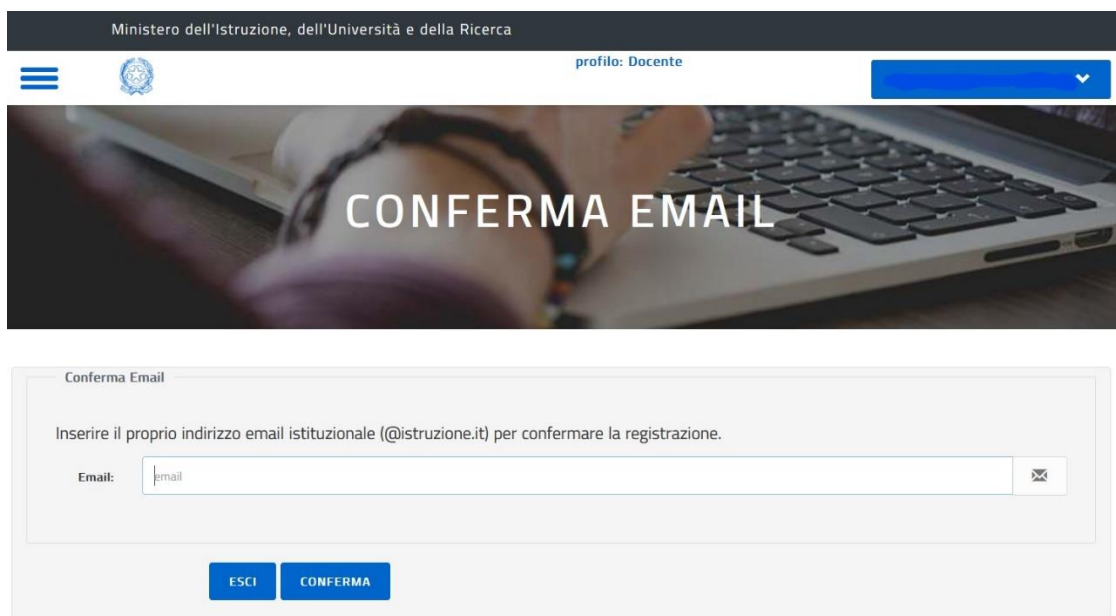 Ministero dell'Istruzione, dell'Università e della Ricerca
profilo: Docente
CONFERMA EMAIL
Conferma Email
Inserire il proprio indirizzo email istituzionale (@istruzione.it) per confermare la registrazione.
Email: email
ESCI CONFERMA